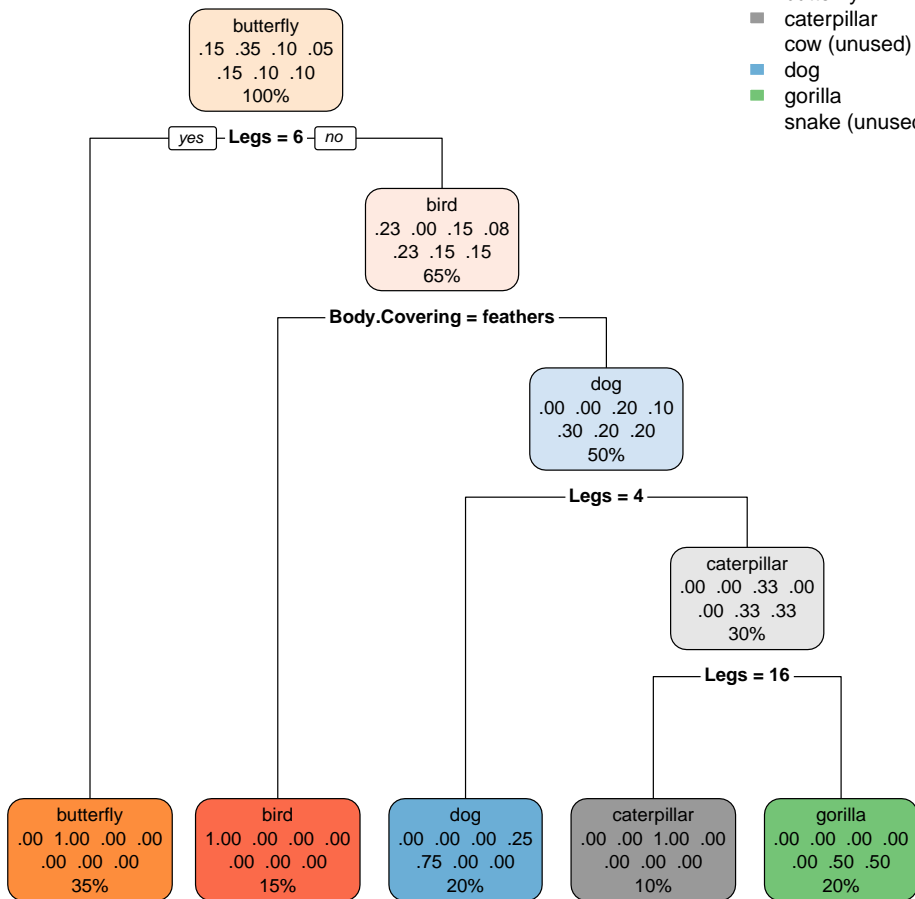 caterpillar
cow (unused)
dog
gorilla
butterfly
.15 .35 .10 .05
.15 .10 .10
100%
yes Legs = 6 no
bird
.23 .00 .15 .08
.23 .15 .15
65%
Body.Covering = feathers
dog
.00 .00 .20 .10
.30 .20 .20
50%
Legs = 4
caterpillar
.00 .00 .33 .00
.00 .33 .33
30%
Legs = 16
butterfly
.00 1.00 .00 .00
.00 .00 .00
35%
bird
1.00 .00 .00 .00
.00 .00 .00
15%
dog
.00 .00 .00 .25
.75 .00 .00
20%
caterpillar
.00 .00 1.00 .00
.00 .00 .00
10%
gorilla
.00 .00 .00 .00
.00 .50 .50
20%
snake (unused